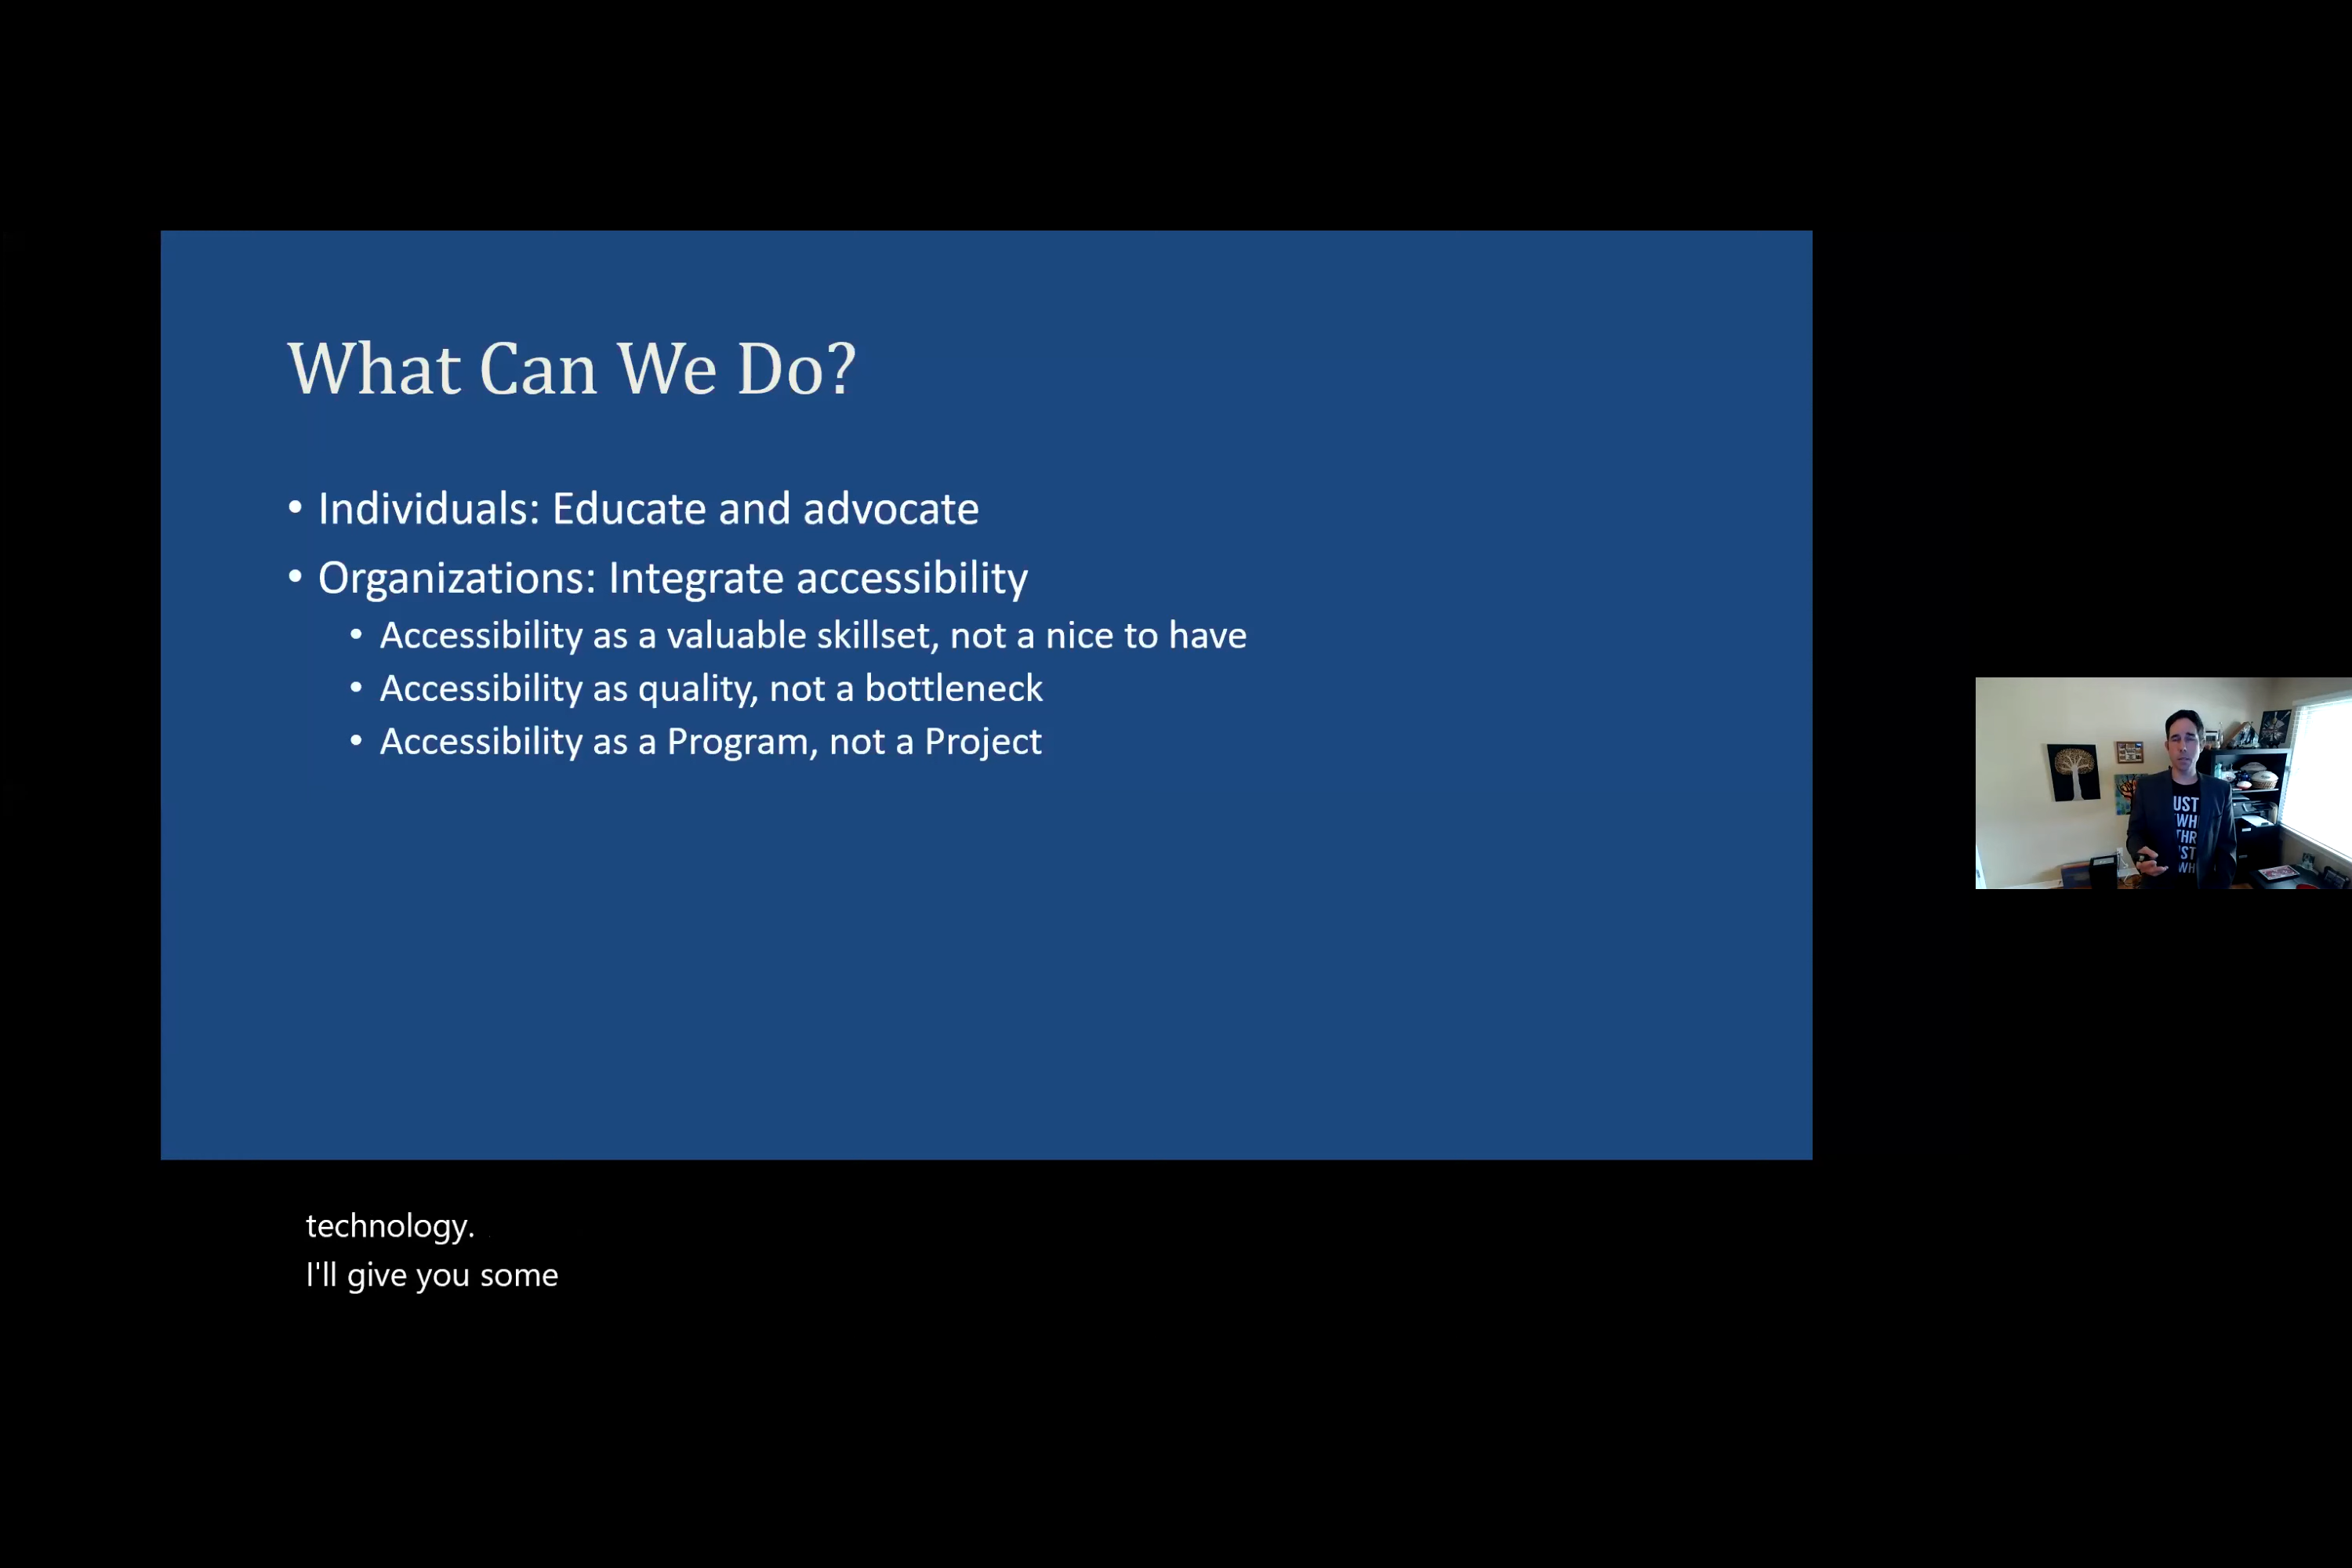 What Can We Do?
• Individuals: Educate and advocate
• Organizations: Integrate accessibility
• Accessibility as a valuable skillset, not a nice to have
• Accessibility as quality, not a bottleneck
• Accessibility as a Program, not a Project
technology.
I'll give you some